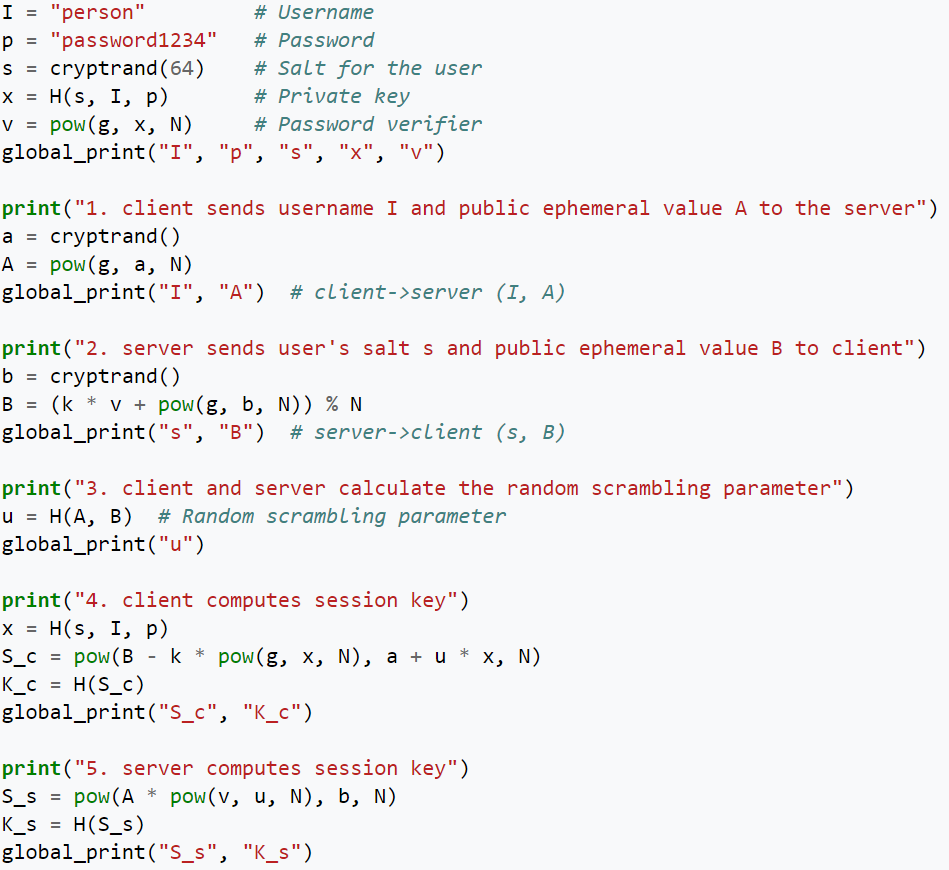 I = "person"         # Username
p = "password1234"   # Password
s = cryptrand(64)    # Salt for the user
x = H(s, I, p)       # Private key
v = pow(g, x, N)     # Password verifier
global_print("I", "p", "s", "x", "v")

print("1. client sends username I and public ephemeral value A to the server")
a = cryptrand()
A = pow(g, a, N)
global_print("I", "A")  # client->server (I, A)

print("2. server sends user's salt s and public ephemeral value B to client")
b = cryptrand()
B = (k * v + pow(g, b, N)) % N
global_print("s", "B")  # server->client (s, B)

print("3. client and server calculate the random scrambling parameter")
u = H(A, B)  # Random scrambling parameter
global_print("u")

print("4. client computes session key")
x = H(s, I, p)
S_c = pow(B - k * pow(g, x, N), a + u * x, N)
K_c = H(S_c)
global_print("S_c", "K_c")

print("5. server computes session key")
S_s = pow(A * pow(v, u, N), b, N)
K_s = H(S_s)
global_print("S_s", "K_s")